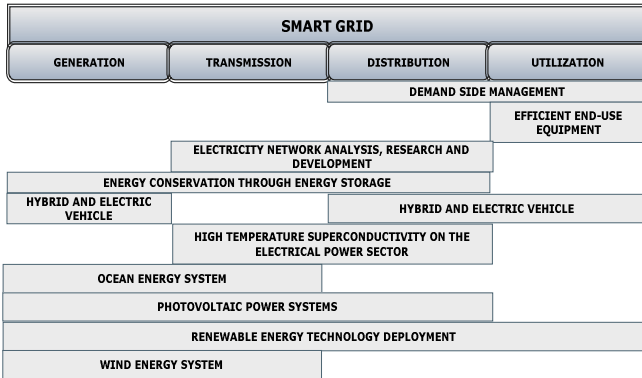 SMART GRID
GENERATION
TRANSMISSION
DISTRIBUTION
UTILIZATION
DEMAND SIDE MANAGEMENT
EFFICIENT END-USE
EQUIPMENT
ELECTRICITY NETWORK ANALYSIS, RESEARCH AND
DEVELOPMENT
ENERGY CONSERVATION THROUGH ENERGY STORAGE
HYBRID AND ELECTRIC
VEHICLE
HYBRID AND ELECTRIC VEHICLE
HIGH TEMPERATURE SUPERCONDUCTIVITY ON THE
ELECTRICAL POWER SECTOR
OCEAN ENERGY SYSTEM
PHOTOVOLTAIC POWER SYSTEMS
RENEWABLE ENERGY TECHNOLOGY DEPLOYMENT
WIND ENERGY SYSTEM